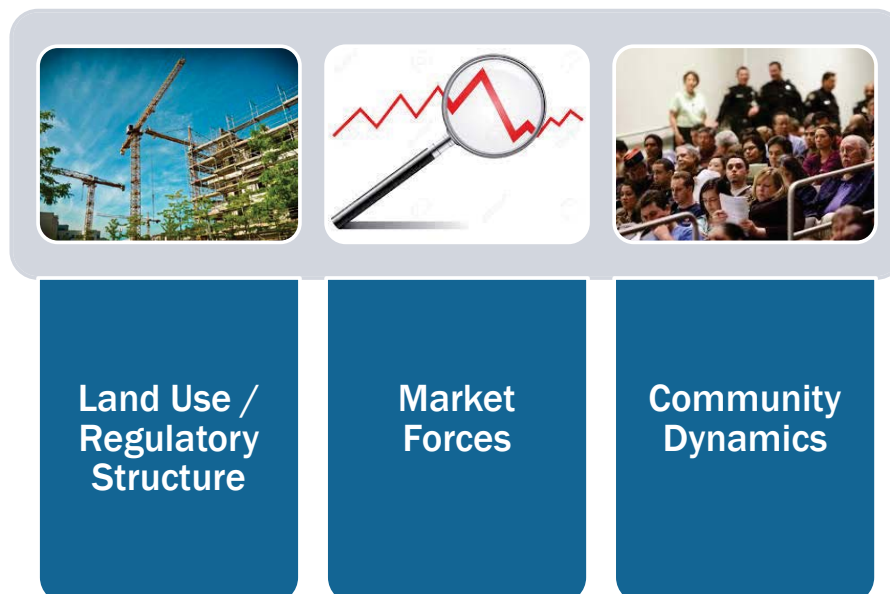 Land Use /
Regulatory
Structure
Market
Forces
Community
Dynamics